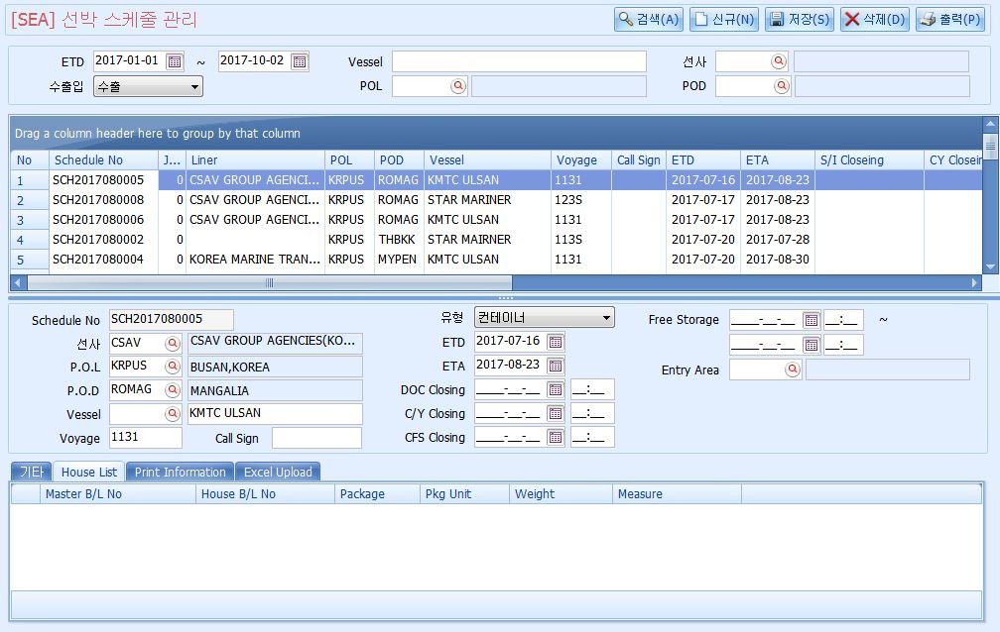 [SEA] 선박 스케쥴 관리 검색(A) 신규(N) 저장(S) 삭제(D) 출력(P)
ETD 2017-01-01 ~ 2017-10-02 Vessel 선사
수출입 수출 POL POD
Drag a column header here to group by that column
No Schedule No J... Liner POL POD Vessel Voyage Call Sign ETD ETA S/I Closeing CY Closein
1 SCH2017080005 0 CSAV GROUP AGENCI... KRPUS ROMAG KMTC ULSAN 1131 2017-07-16 2017-08-23
2 SCH2017080008 0 CSAV GROUP AGENCI... KRPUS ROMAG STAR MARINER 123S 2017-07-17 2017-08-23
3 SCH2017080006 0 CSAV GROUP AGENCI... KRPUS ROMAG KMTC ULSAN 1131 2017-07-17 2017-08-23
4 SCH2017080002 0 KRPUS THBKK STAR MAIRNER 113S 2017-07-20 2017-07-28
5 SCH2017080004 0 KOREA MARINE TRAN... KRPUS MYPEN KMTC ULSAN 1131 2017-07-20 2017-08-30
Schedule No SCH2017080005 유형 컨테이너 Free Storage ____-__-__ __:__ ~
선사 CSAV CSAV GROUP AGENCIES(KO... ETD 2017-07-16 ____-__-__ __:__
P.O.L KRPUS BUSAN,KOREA ETA 2017-08-23 Entry Area
P.O.D ROMAG MANGALIA DOC Closing ____-__-__ __:__
Vessel KMTC ULSAN C/Y Closing ____-__-__ __:__
Voyage 1131 Call Sign CFS Closing ____-__-__ __:__
기타 House List Print Information Excel Upload
Master B/L No House B/L No Package Pkg Unit Weight Measure